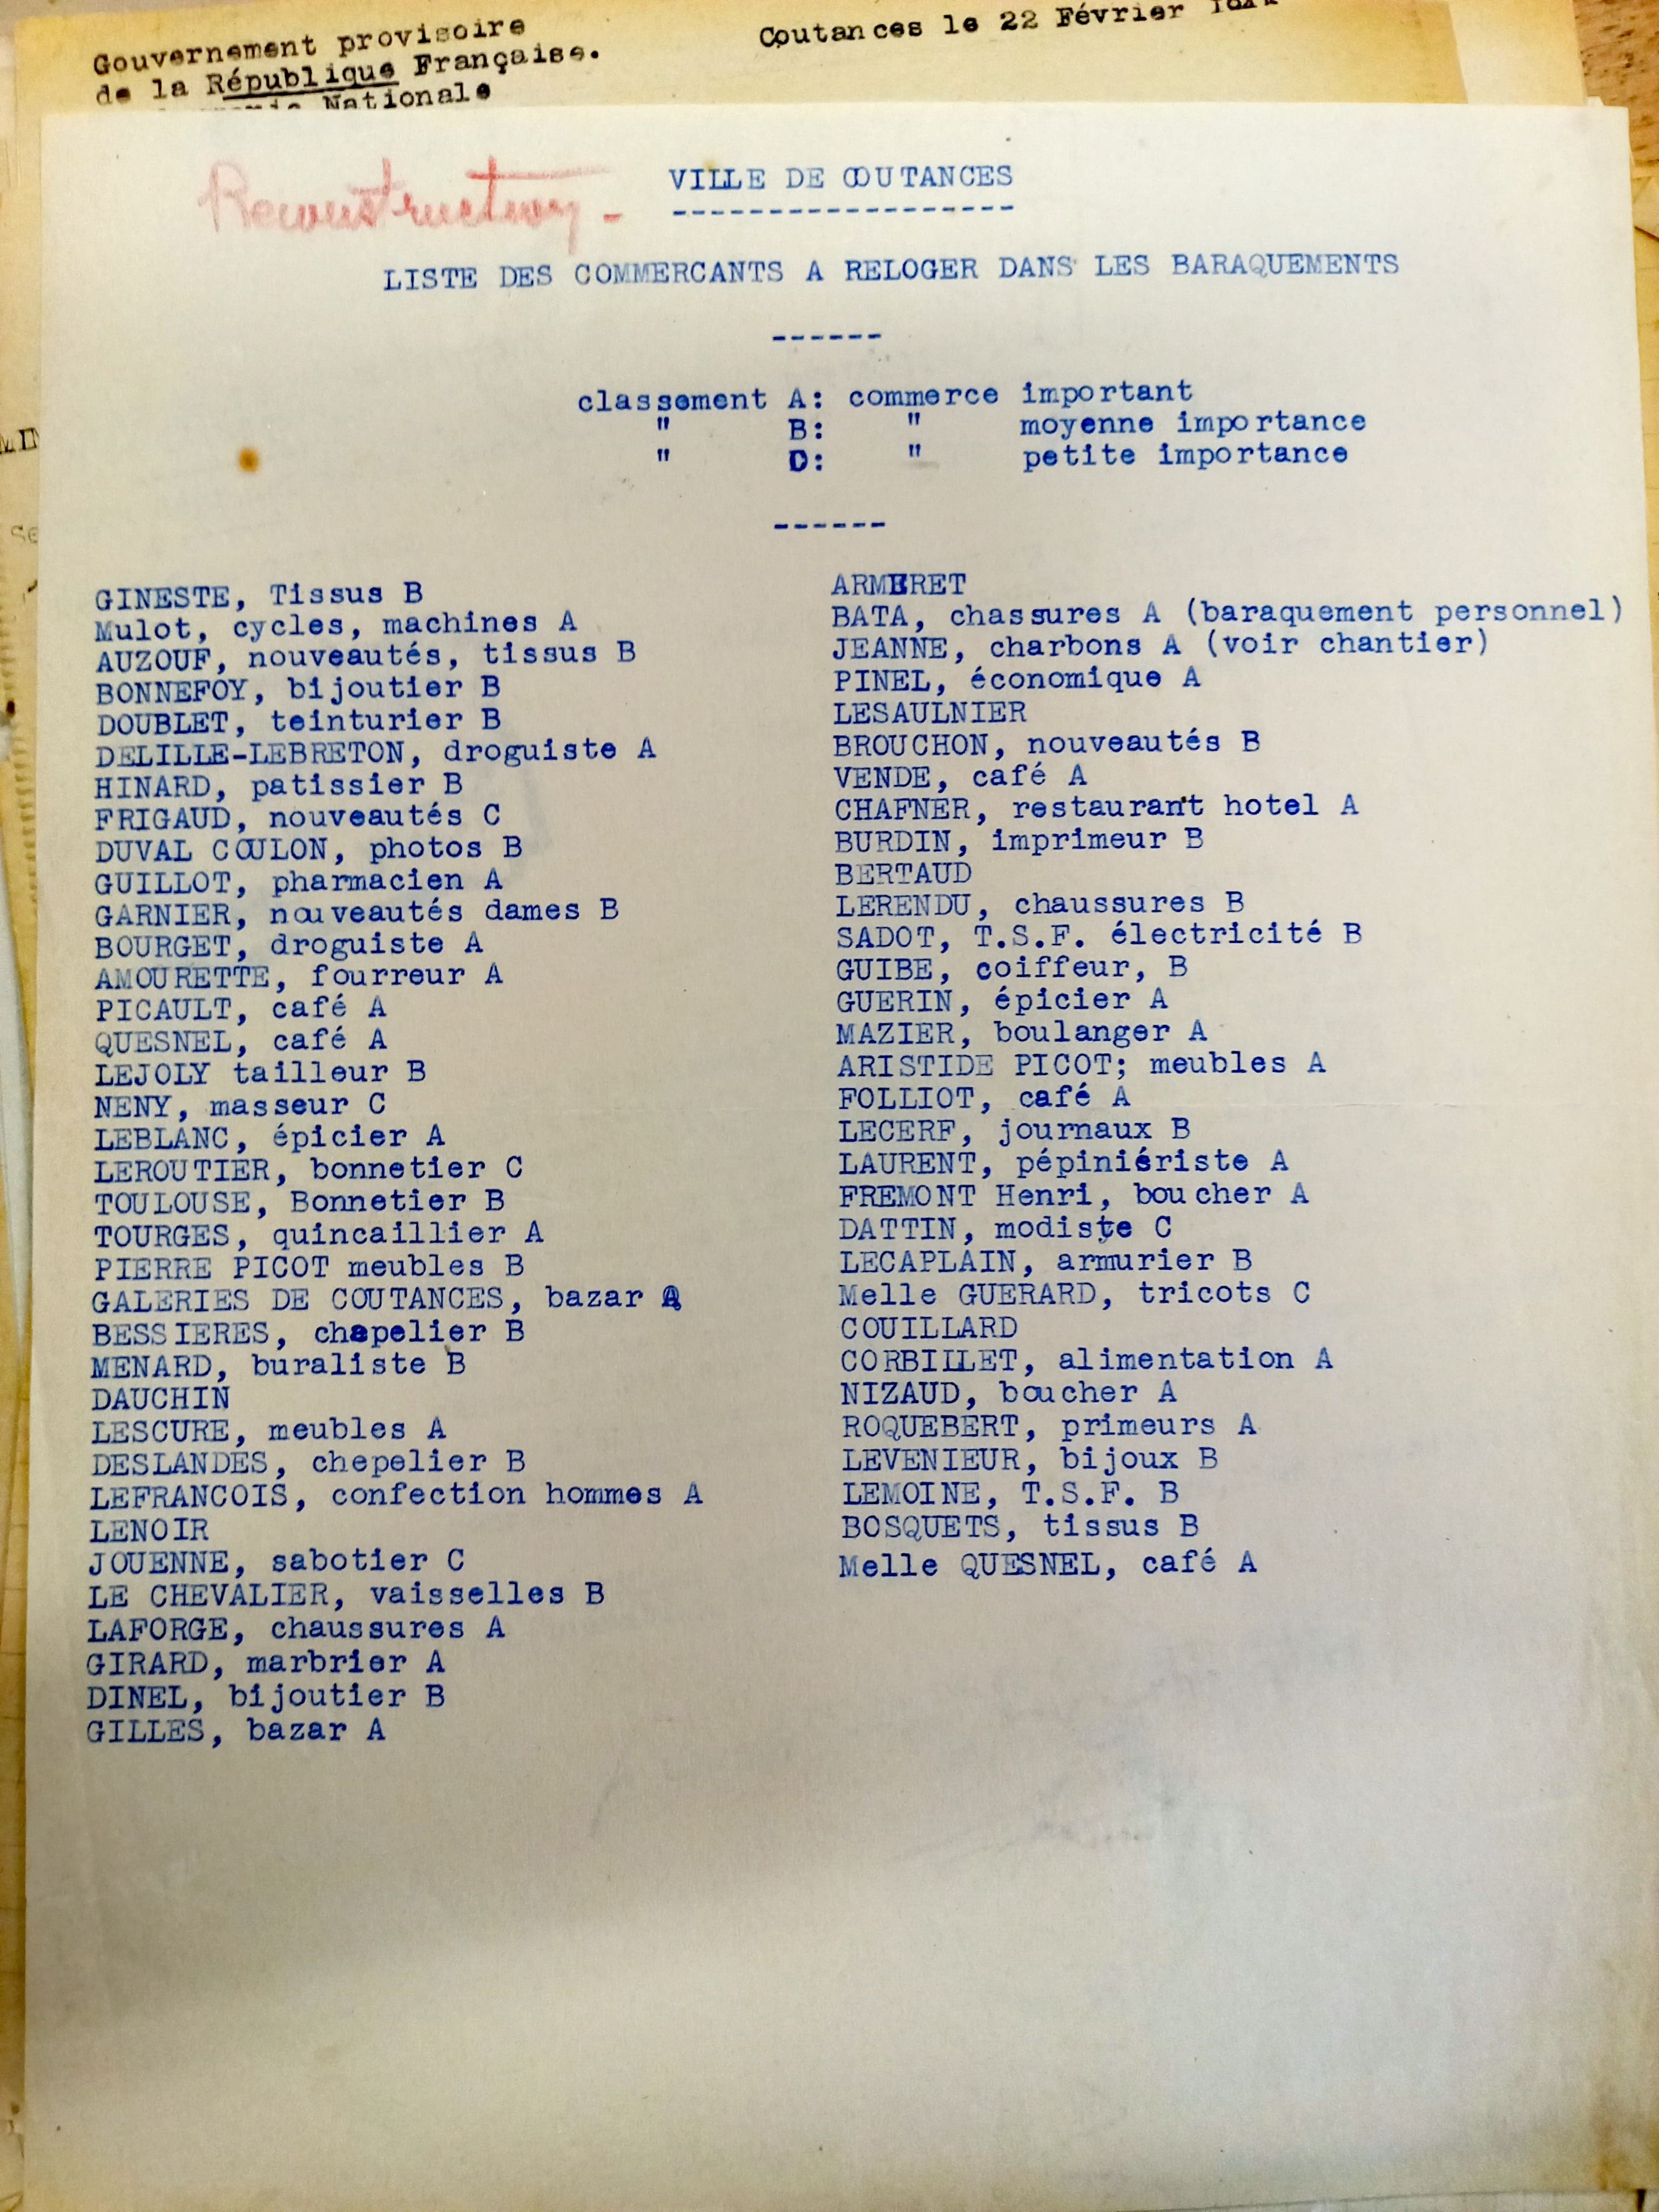 Gouvernement provisoire
de la République Française.
Nationale
Coutances le 22 Février
Reconstruction -
VILLE DE COUTANCES
------------------
LISTE DES COMMERCANTS A RELOGER DANS LES BARAQUEMENTS
------
classement A: commerce important
" B: " moyenne importance
" D: " petite importance
------
GINESTE, Tissus B
Mulot, cycles, machines A
AUZOUF, nouveautés, tissus B
BONNEFOY, bijoutier B
DOUBLET, teinturier B
DELILLE-LEBRETON, droguiste A
HINARD, patissier B
FRIGAUD, nouveautés C
DUVAL COULON, photos B
GUILLOT, pharmacien A
GARNIER, nouveautés dames B
BOURGET, droguiste A
AMOURETTE, fourreur A
PICAULT, café A
QUESNEL, café A
LEJOLY tailleur B
NENY, masseur C
LEBLANC, épicier A
LEROUTIER, bonnetier C
TOULOUSE, Bonnetier B
TOURGES, quincaillier A
PIERRE PICOT meubles B
GALERIES DE COUTANCES, bazar A
BESSIERES, chapelier B
MENARD, buraliste B
DAUCHIN
LESCURE, meubles A
DESLANDES, chepelier B
LEFRANCOIS, confection hommes A
LENOIR
JOUENNE, sabotier C
LE CHEVALIER, vaisselles B
LAFORGE, chaussures A
GIRARD, marbrier A
DINEL, bijoutier B
GILLES, bazar A
ARMERET
BATA, chassures A (baraquement personnel)
JEANNE, charbons A (voir chantier)
PINEL, économique A
LESAULNIER
BROUCHON, nouveautés B
VENDE, café A
CHAFNER, restaurant hotel A
BURDIN, imprimeur B
BERTAUD
LERENDU, chaussures B
SADOT, T.S.F. électricité B
GUIBE, coiffeur, B
GUERIN, épicier A
MAZIER, boulanger A
ARISTIDE PICOT; meubles A
FOLLIOT, café A
LECERF, journaux B
LAURENT, pépiniériste A
FREMONT Henri, boucher A
DATTIN, modiste C
LECAPLAIN, armurier B
Melle GUERARD, tricots C
COUILLARD
CORBILLET, alimentation A
NIZAUD, boucher A
ROQUEBERT, primeurs A
LEVENIEUR, bijoux B
LEMOINE, T.S.F. B
BOSQUETS, tissus B
Melle QUESNEL, café A